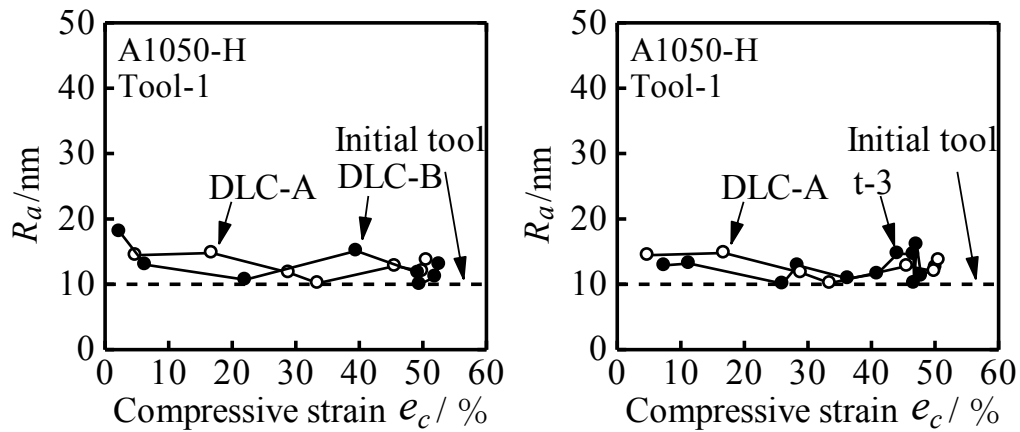 50
A1050-H
40
Tool-1
30
Initial tool
DLC-A
DLC-B
20
10
0
0 10 20 30 40 50 60
Ra/nm
Compressive strain ec / %
50
A1050-H
40
Tool-1
30
Initial tool
DLC-A
t-3
20
10
0
0 10 20 30 40 50 60
Ra/nm
Compressive strain ec / %